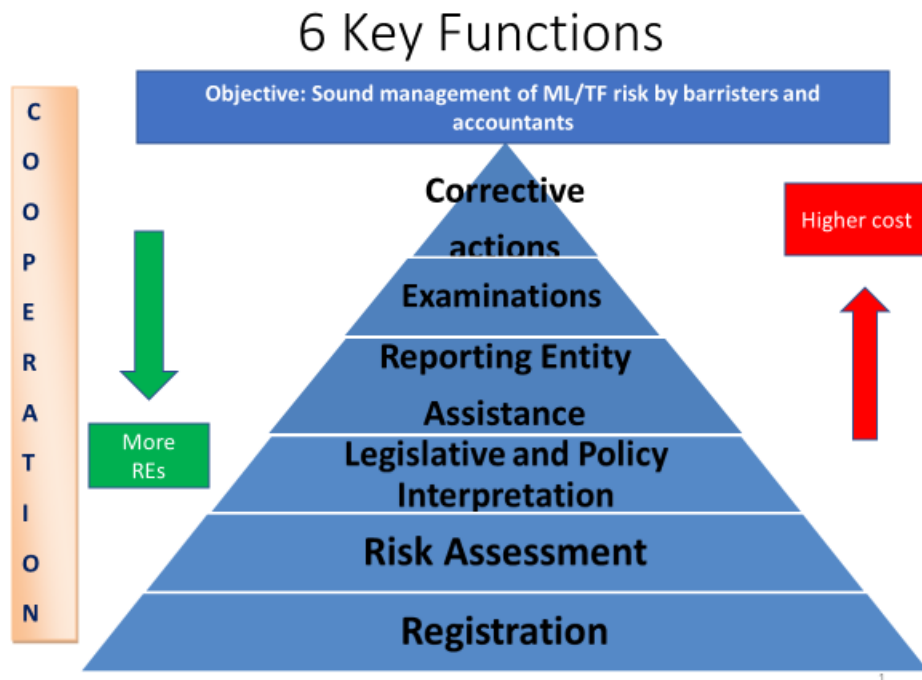 6 Key Functions
Objective: Sound management of ML/TF risk by barristers and
accountants
C
O
O
P
E
R
A
T
I
O
N
Corrective
actions
Higher cost
Examinations
Reporting Entity
Assistance
More
REs
Legislative and Policy
Interpretation
Risk Assessment
Registration
1